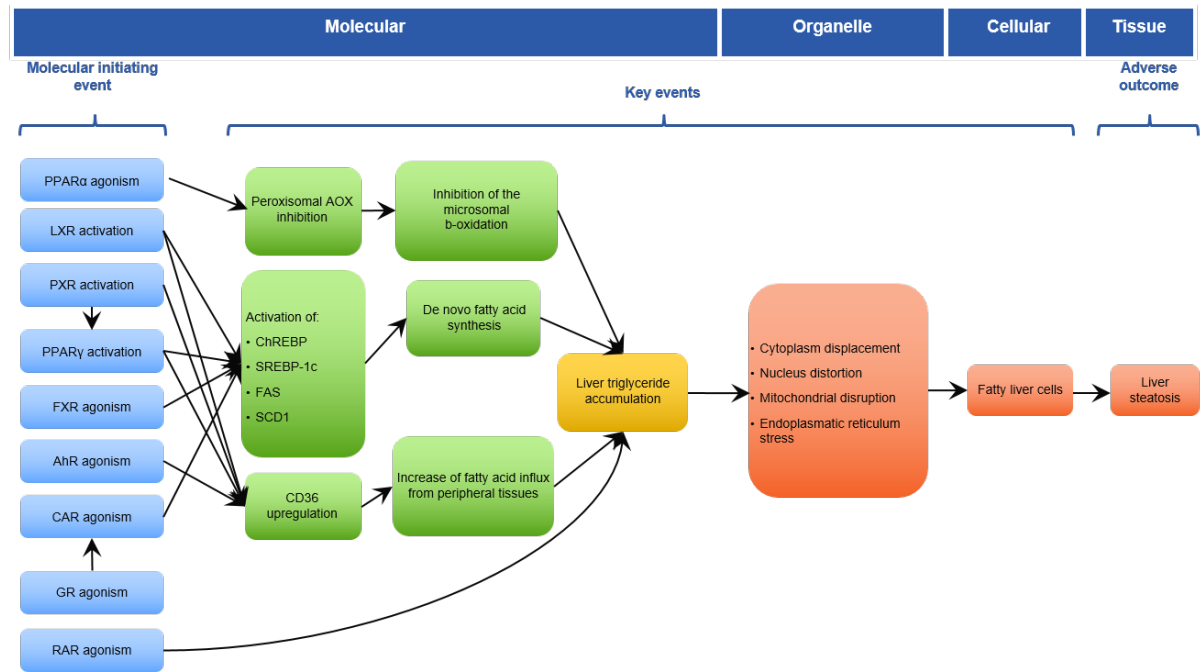 Molecular
Organelle
Cellular
Tissue
Molecular initiating
event
Key events
Adverse
outcome
PPARα agonism
LXR activation
PXR activation
PPARγ activation
FXR agonism
AhR agonism
CAR agonism
GR agonism
RAR agonism
Peroxisomal AOX
inhibition
Inhibition of the
microsomal
b-oxidation
Activation of:
• ChREBP
• SREBP-1c
• FAS
• SCD1
De novo fatty acid
synthesis
CD36
upregulation
Increase of fatty acid influx
from peripheral tissues
Liver triglyceride
accumulation
• Cytoplasm displacement
• Nucleus distortion
• Mitochondrial disruption
• Endoplasmatic reticulum
stress
Fatty liver cells
Liver
steatosis